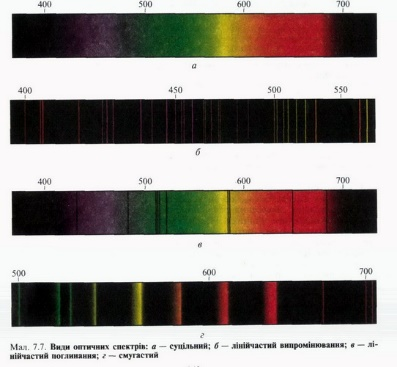 400 500 600 700
а
400 450 500 550
б
400 500 600 700
в
500 600 700
г
Мал. 7.7. Види оптичних спектрів: а — суцільний; б — лінійчастий випромінювання; в — лі-
нійчастий поглинання; г — смугастий